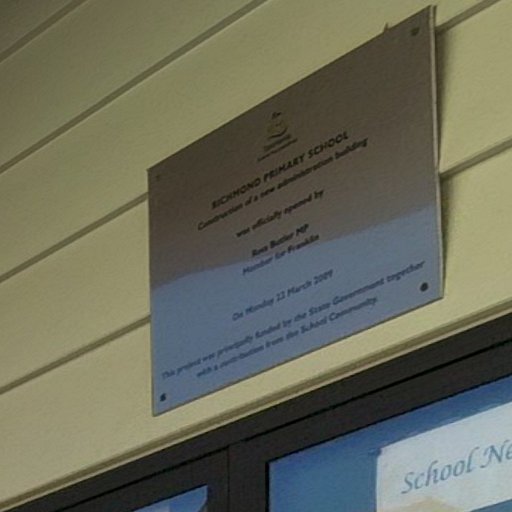 RICHMOND PRIMARY SCHOOL
Construction of a new administration building
was officially opened by
Ross Butler MP
Member for Franklin
On Monday 23 March 2009
This project was principally funded by the State Government together
with a contribution from the School Community.
School Ne